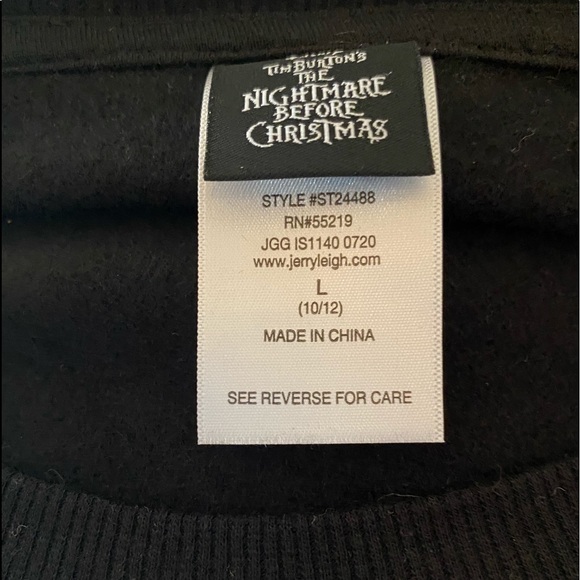 TIM BURTON'S
THE
NIGHTMARE
BEFORE
CHRISTMAS
STYLE #ST24488
RN#55219
JGG IS1140 0720
www.jerryleigh.com
L
(10/12)
MADE IN CHINA
SEE REVERSE FOR CARE